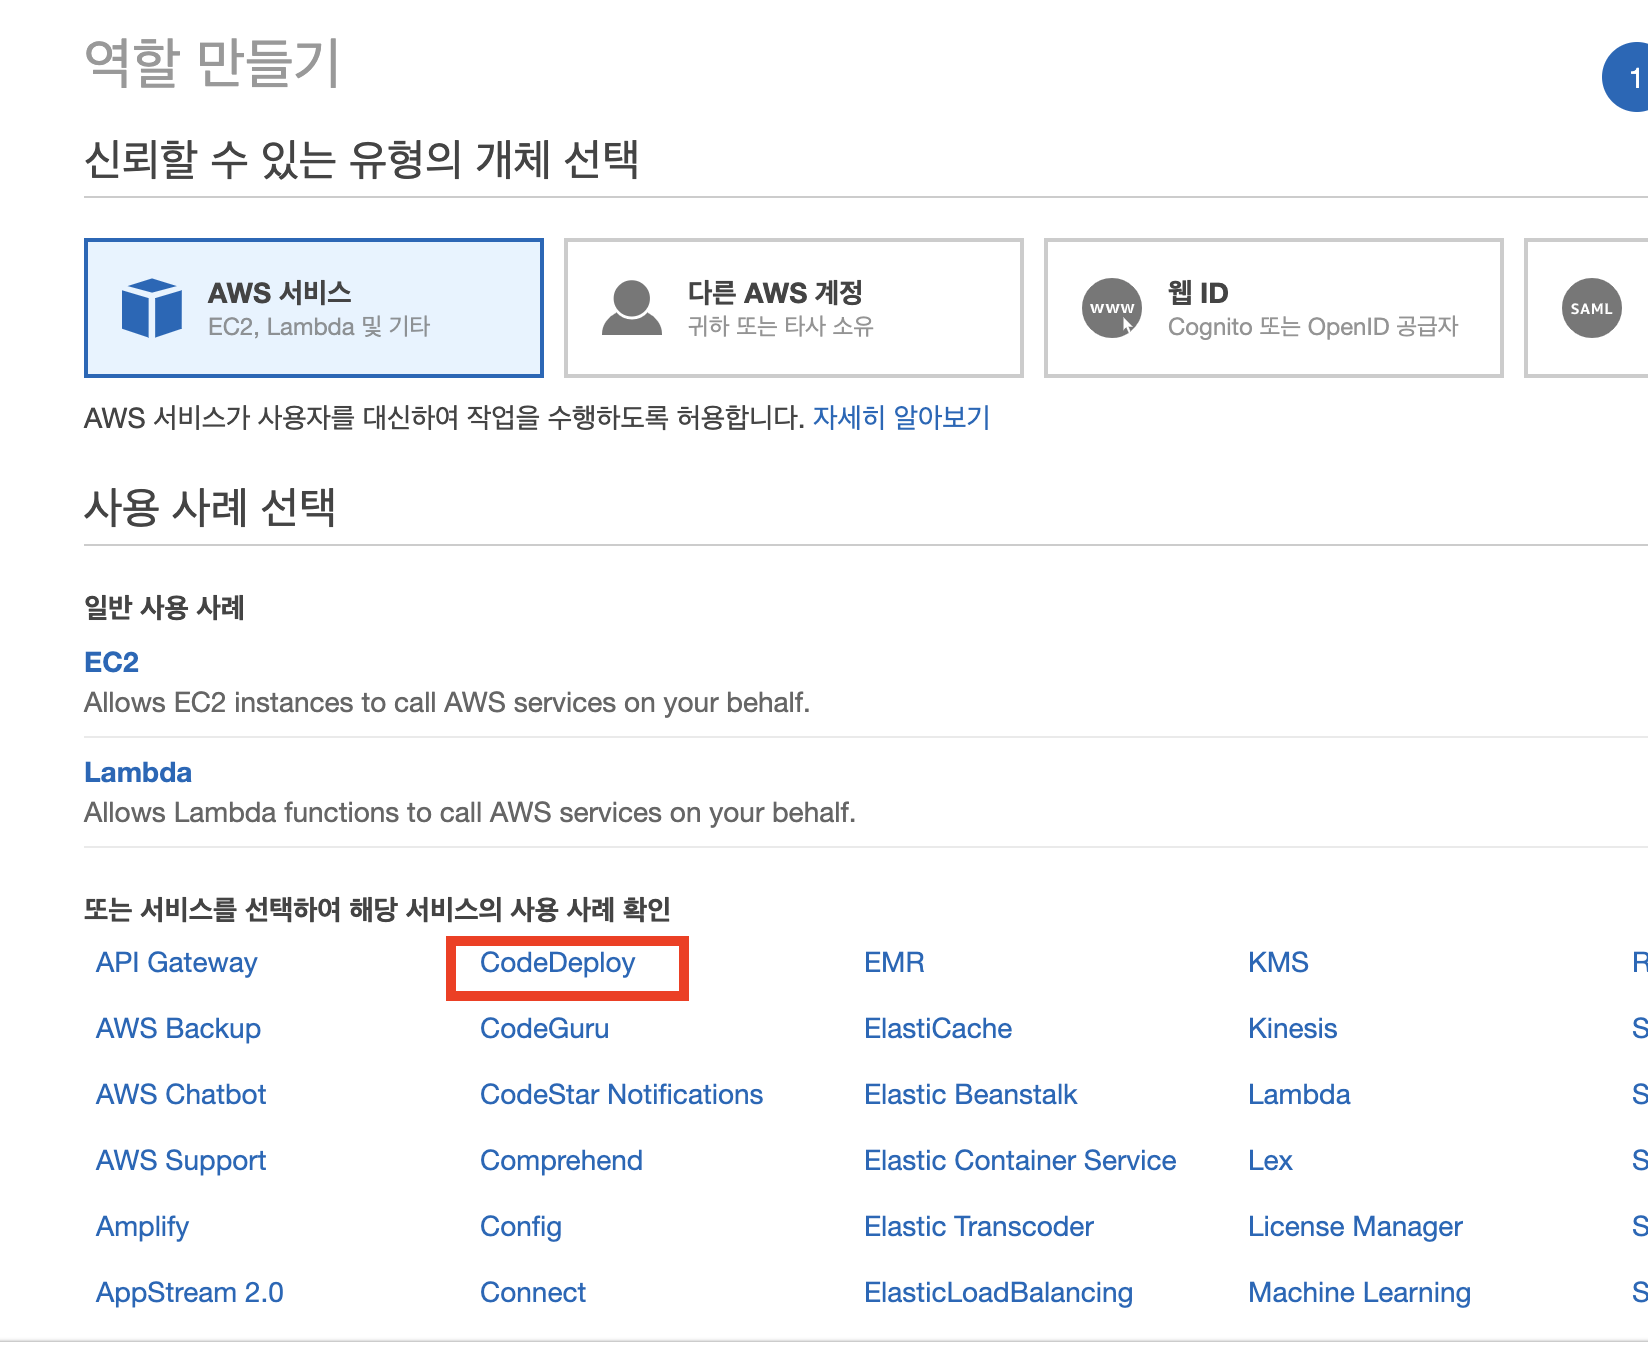 역할 만들기
1
신뢰할 수 있는 유형의 개체 선택
AWS 서비스
EC2, Lambda 및 기타
다른 AWS 계정
귀하 또는 타사 소유
WWW
웹 ID
Cognito 또는 OpenID 공급자
SAML
AWS 서비스가 사용자를 대신하여 작업을 수행하도록 허용합니다. 자세히 알아보기
사용 사례 선택
일반 사용 사례
EC2
Allows EC2 instances to call AWS services on your behalf.
Lambda
Allows Lambda functions to call AWS services on your behalf.
또는 서비스를 선택하여 해당 서비스의 사용 사례 확인
API Gateway CodeDeploy EMR KMS
AWS Backup CodeGuru ElastiCache Kinesis
AWS Chatbot CodeStar Notifications Elastic Beanstalk Lambda
AWS Support Comprehend Elastic Container Service Lex
Amplify Config Elastic Transcoder License Manager
AppStream 2.0 Connect ElasticLoadBalancing Machine Learning